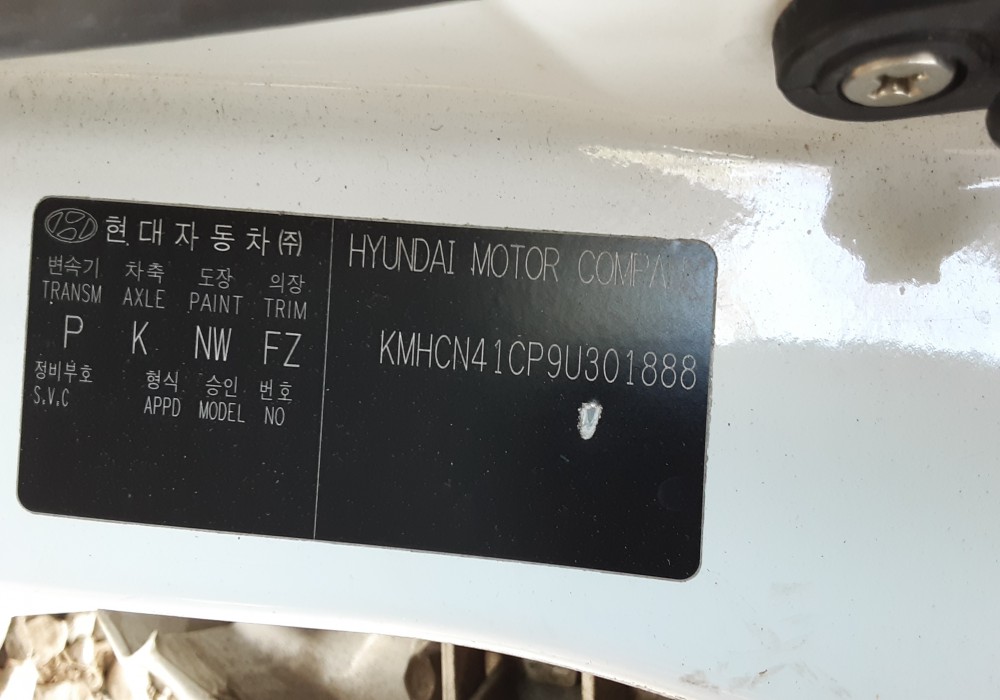 현대자동차㈜
변속기 차축 도장 의장
TRANSM AXLE PAINT TRIM
P K NW FZ
정비부호 형식 승인 번호
S.V.C APPD MODEL NO
HYUNDAI MOTOR
KMHCN41CP9U301888